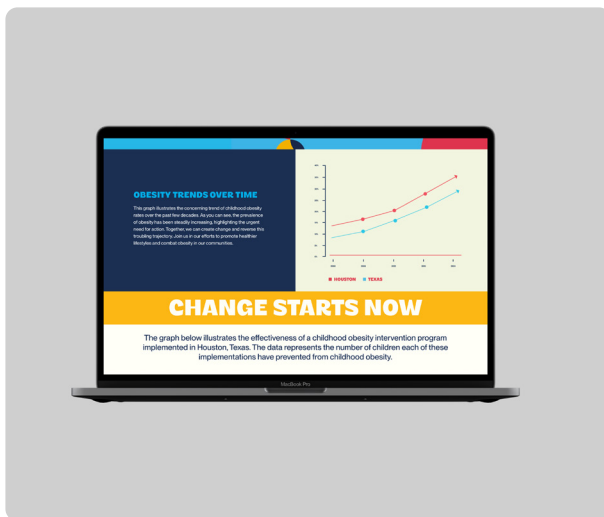 OBESITY TRENDS OVER TIME
This graph illustrates the concerning trend of childhood obesity
rates over the past few decades. As you can see, the prevalence
of obesity has been steadily increasing, highlighting the urgent
need for action. Together, we can create change and reverse this
troubling trajectory. Join us in our efforts to promote healthier
lifestyles and combat obesity in our communities.
HOUSTON TEXAS
CHANGE STARTS NOW
The graph below illustrates the effectiveness of a childhood obesity intervention program
implemented in Houston, Texas. The data represents the number of children each of these
implementations have prevented from childhood obesity.
MacBook Pro